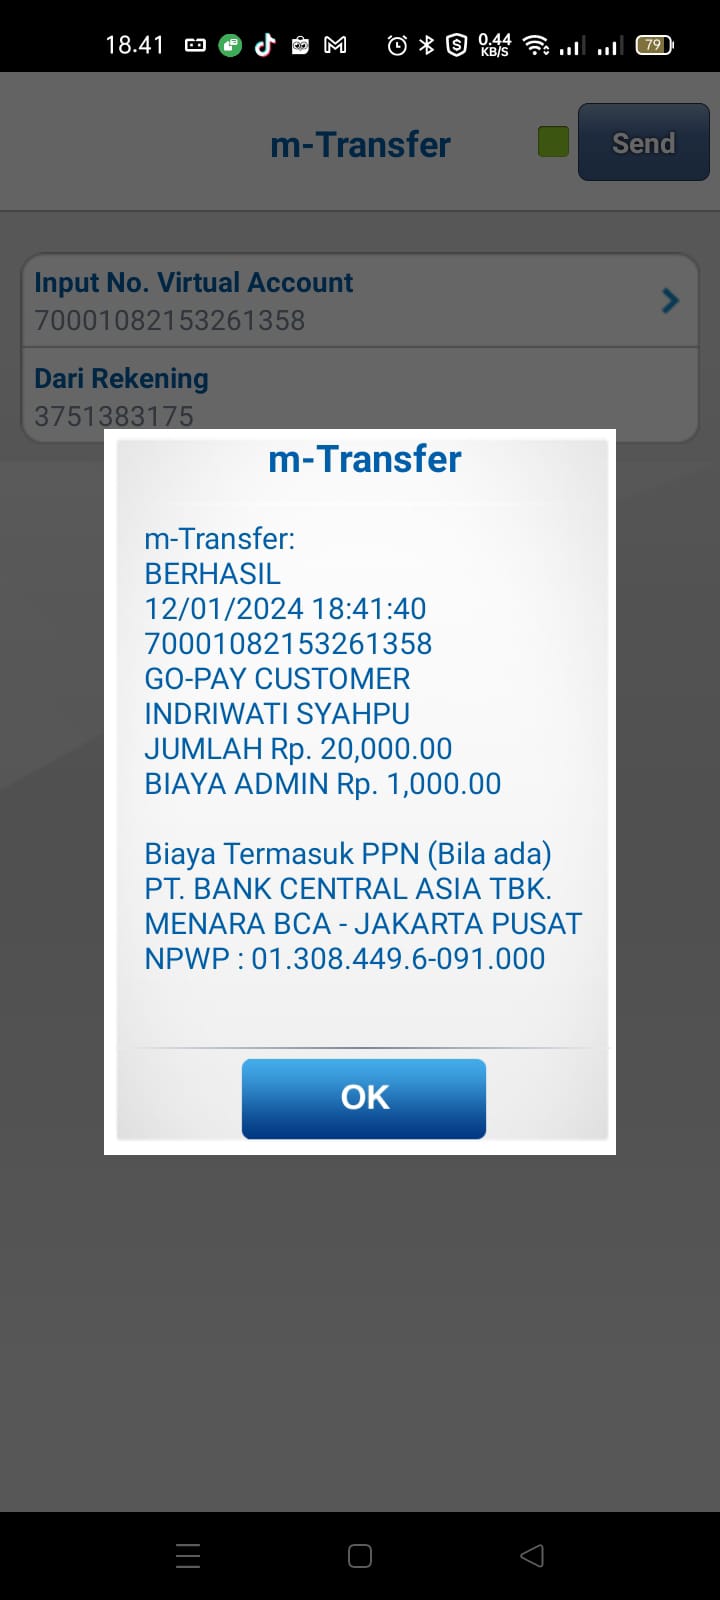 18.41
0.44
KB/S
79
m-Transfer
Send
Input No. Virtual Account
70001082153261358
Dari Rekening
3751383175
m-Transfer
m-Transfer:
BERHASIL
12/01/2024 18:41:40
70001082153261358
GO-PAY CUSTOMER
INDRIWATI SYAHPU
JUMLAH Rp. 20,000.00
BIAYA ADMIN Rp. 1,000.00
Biaya Termasuk PPN (Bila ada)
PT. BANK CENTRAL ASIA TBK.
MENARA BCA - JAKARTA PUSAT
NPWP : 01.308.449.6-091.000
OK